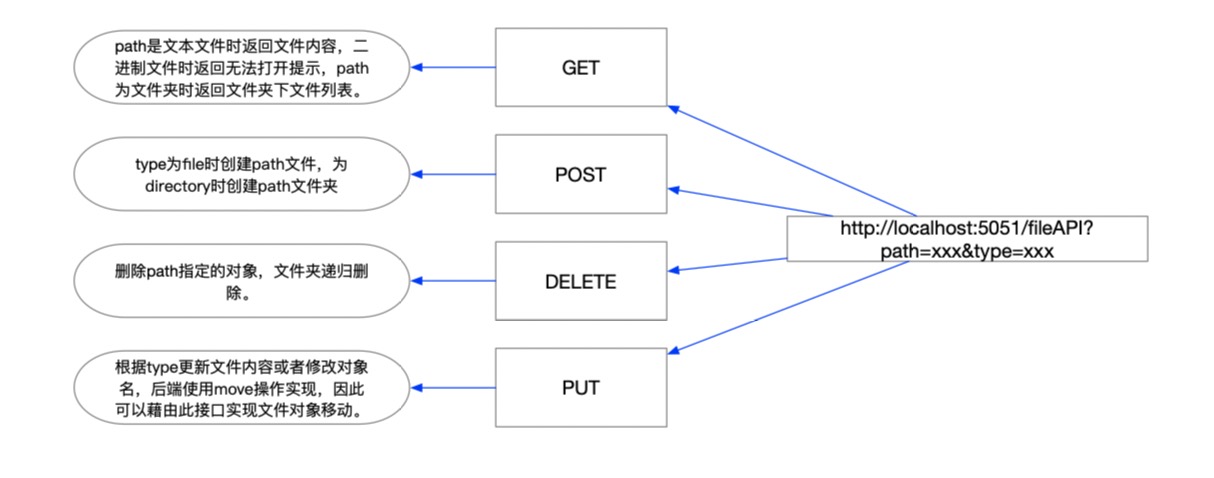 path是文本文件时返回文件内容，二
进制文件时返回无法打开提示，path
为文件夹时返回文件夹下文件列表。
GET
type为file时创建path文件，为
directory时创建path文件夹
POST
http://localhost:5051/fileAPI?
path=xxx&type=xxx
删除path指定的对象，文件夹递归删
除。
DELETE
根据type更新文件内容或者修改对象
名，后端使用move操作实现，因此
可以藉由此接口实现文件对象移动。
PUT